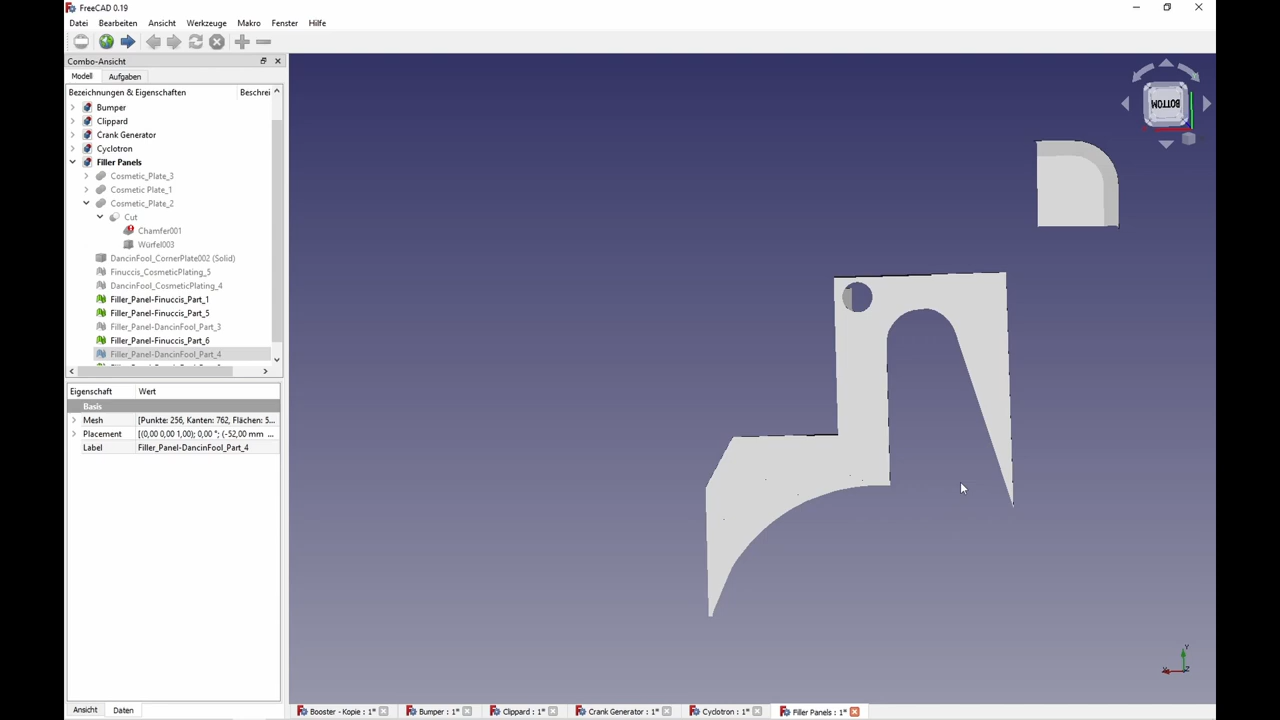 FreeCAD 0.19
Datei Bearbeiten Ansicht Werkzeuge Makro Fenster Hilfe
Combo-Ansicht
Modell Aufgaben
Bezeichnungen & Eigenschaften Beschrei
Bumper
Clippard
Crank Generator
Cyclotron
Filler Panels
Cosmetic_Plate_3
Cosmetic Plate_1
Cosmetic_Plate_2
Cut
Chamfer001
Würfel003
DancinFool_CornerPlate002 (Solid)
Finuccis_CosmeticPlating_5
DancinFool_CosmeticPlating_4
Filler_Panel-Finuccis_Part_1
Filler_Panel-Finuccis_Part_5
Filler_Panel-DancinFool_Part_3
Filler_Panel-Finuccis_Part_6
Filler_Panel-DancinFool_Part_4
Eigenschaft Wert
Basis
Mesh [Punkte: 256, Kanten: 762, Flächen: 5...
Placement [(0,00 0,00 1,00); 0,00 °; (-52,00 mm ...
Label Filler_Panel-DancinFool_Part_4
BOTTOM
Y
X
Z
Ansicht Daten
Booster - Kopie : 1* Bumper : 1* Clippard : 1* Crank Generator : 1* Cyclotron : 1* Filler Panels : 1*